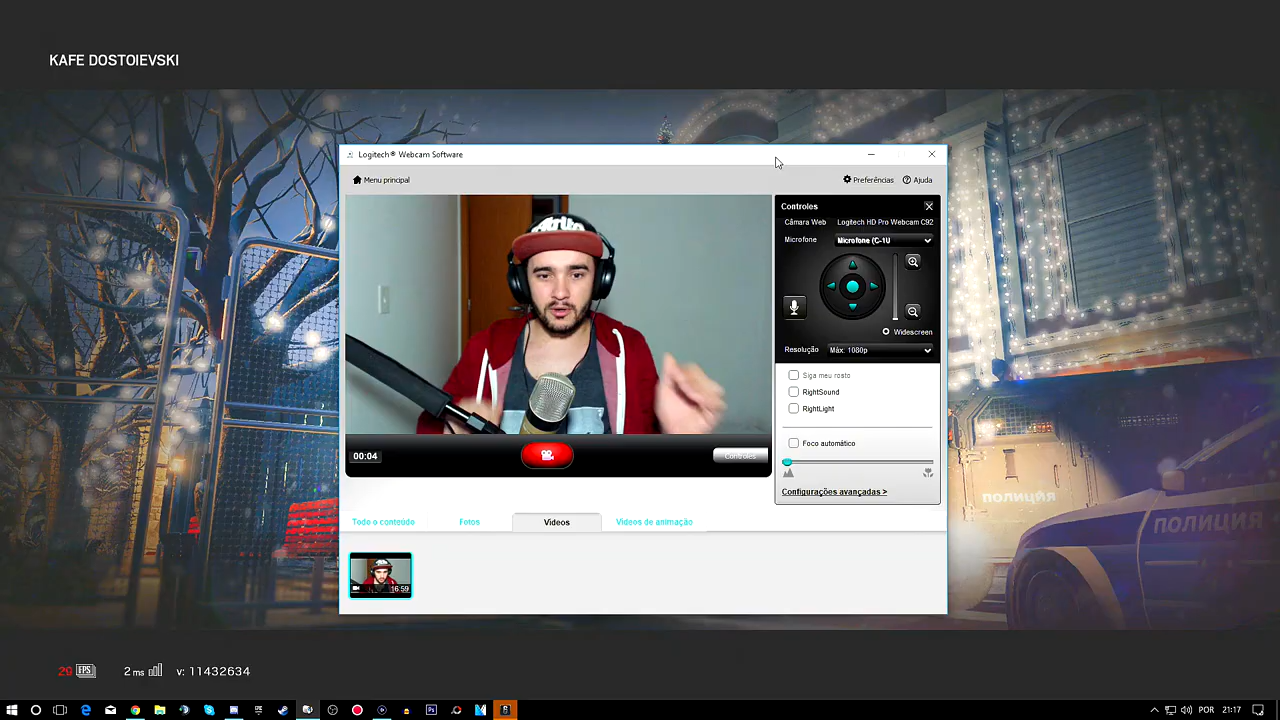 KAFE DOSTOIEVSKI
Logitech® Webcam Software
Menu principal
Preferências
Ajuda
Controles
Câmara Web Logitech HD Pro Webcam C92
Microfone Microfone (C-1U
Widescreen
Resolução Máx: 1080p
Siga meu rosto
RightSound
RightLight
Foco automático
Configurações avançadas >
00:04
Controles
Todo o conteúdo
Fotos
Vídeos
Vídeos de animação
16:59
ПОЛИЦИЯ
ПОЛИЦИЯ
29 FPS
2 ms
v: 11432634
Ps
POR 21:17